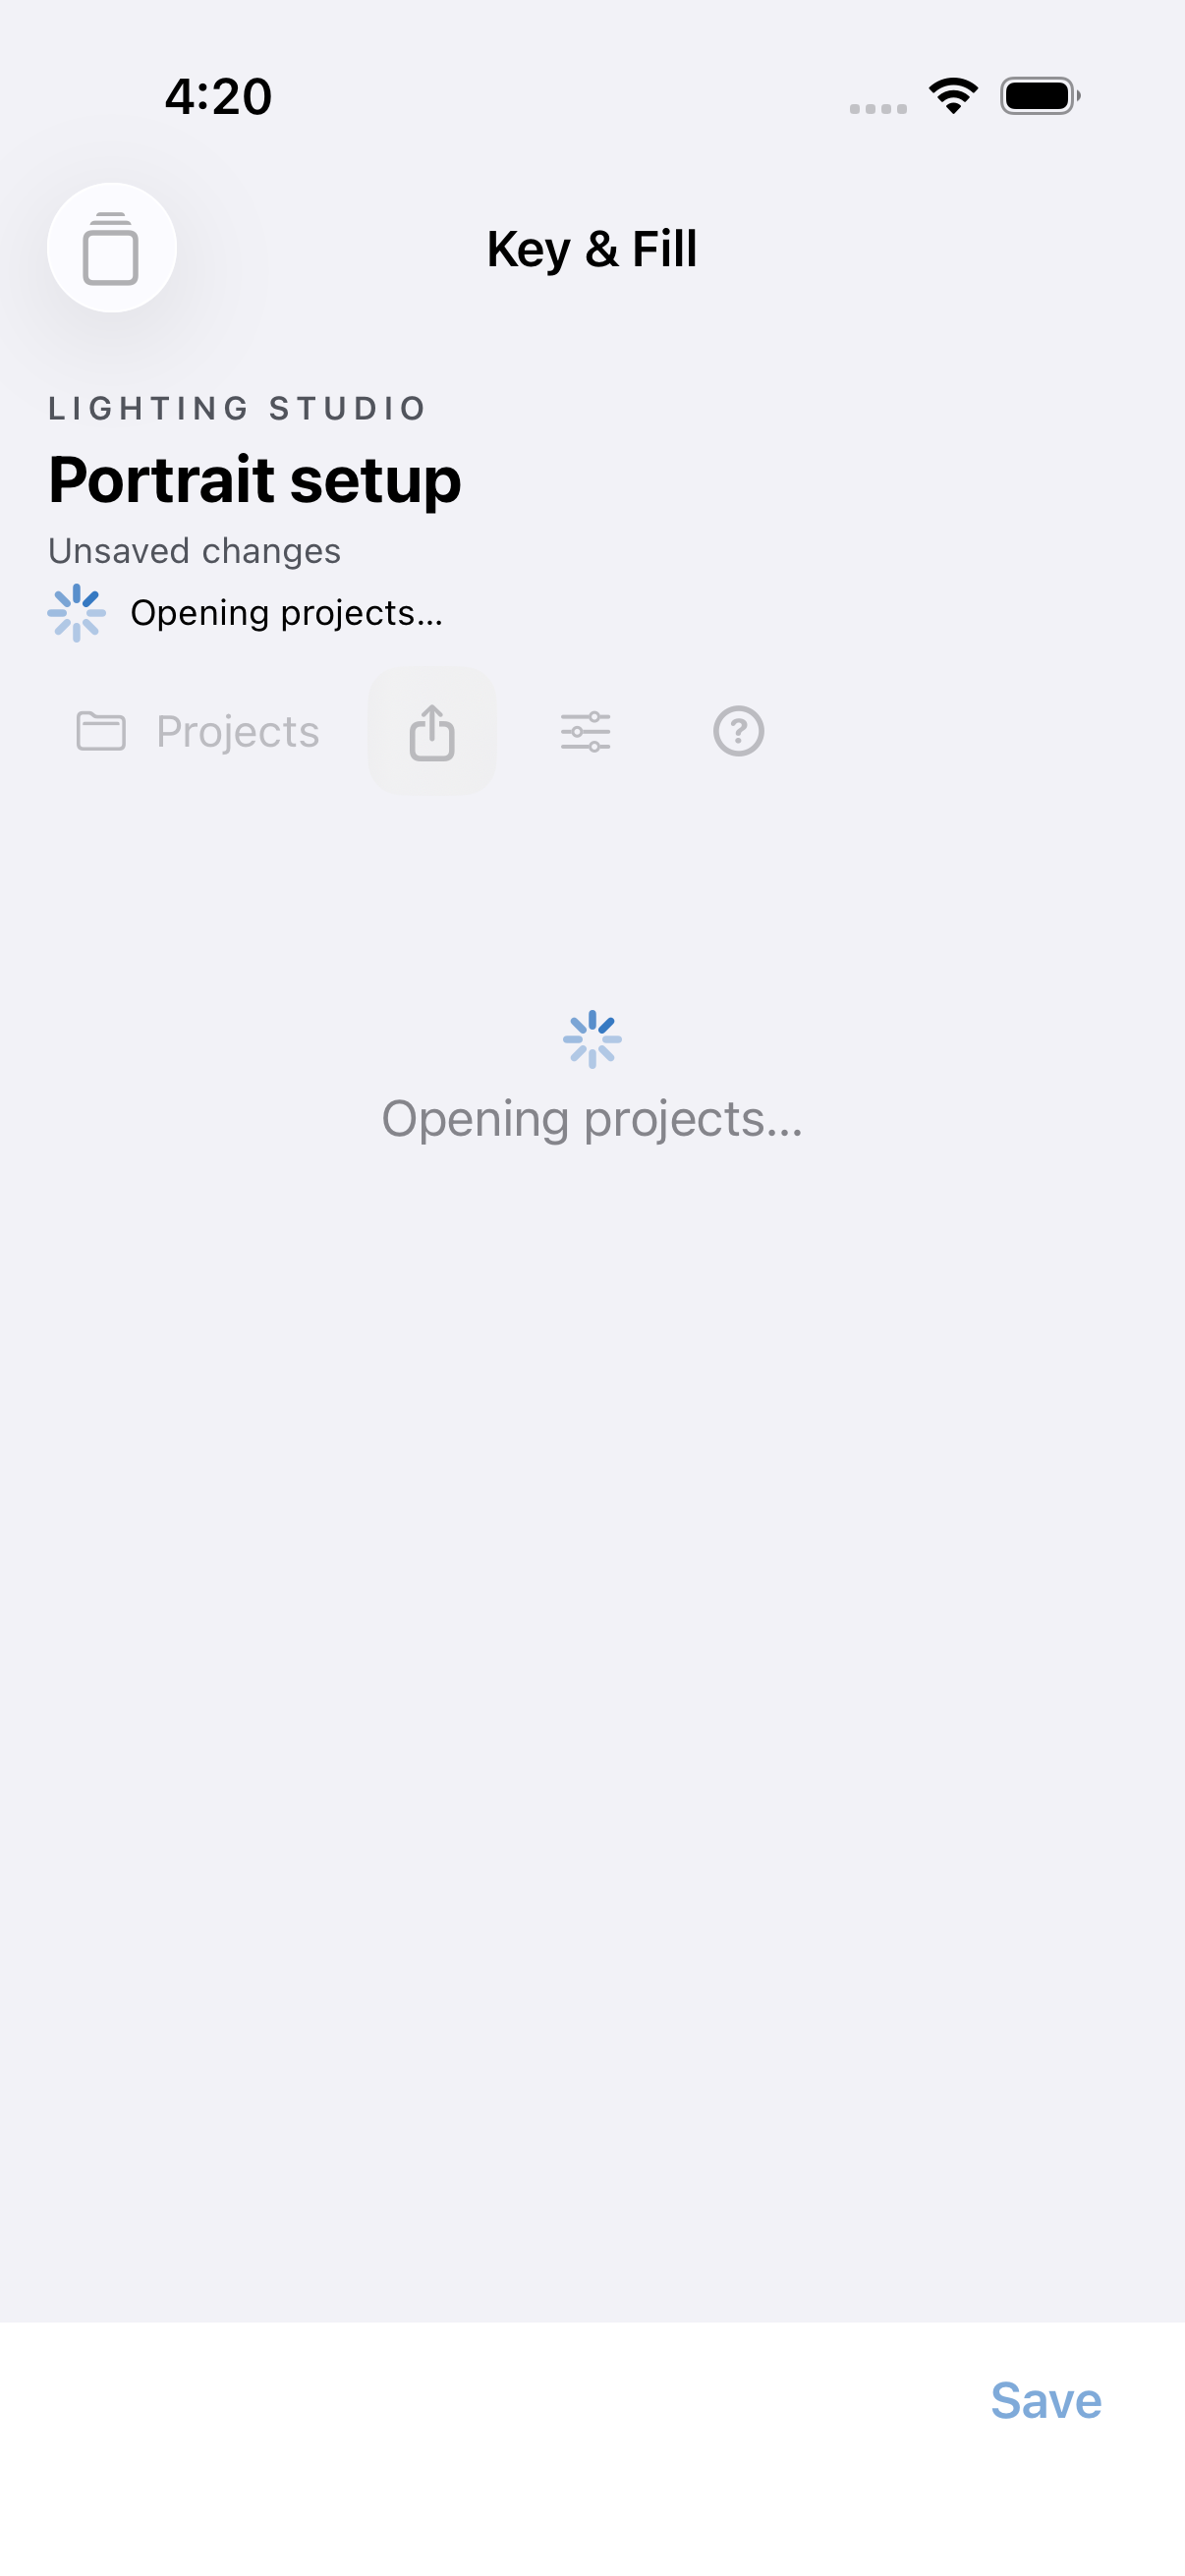 4:20
Key & Fill
LIGHTING STUDIO
Portrait setup
Unsaved changes
Opening projects...
Projects
Opening projects...
Save